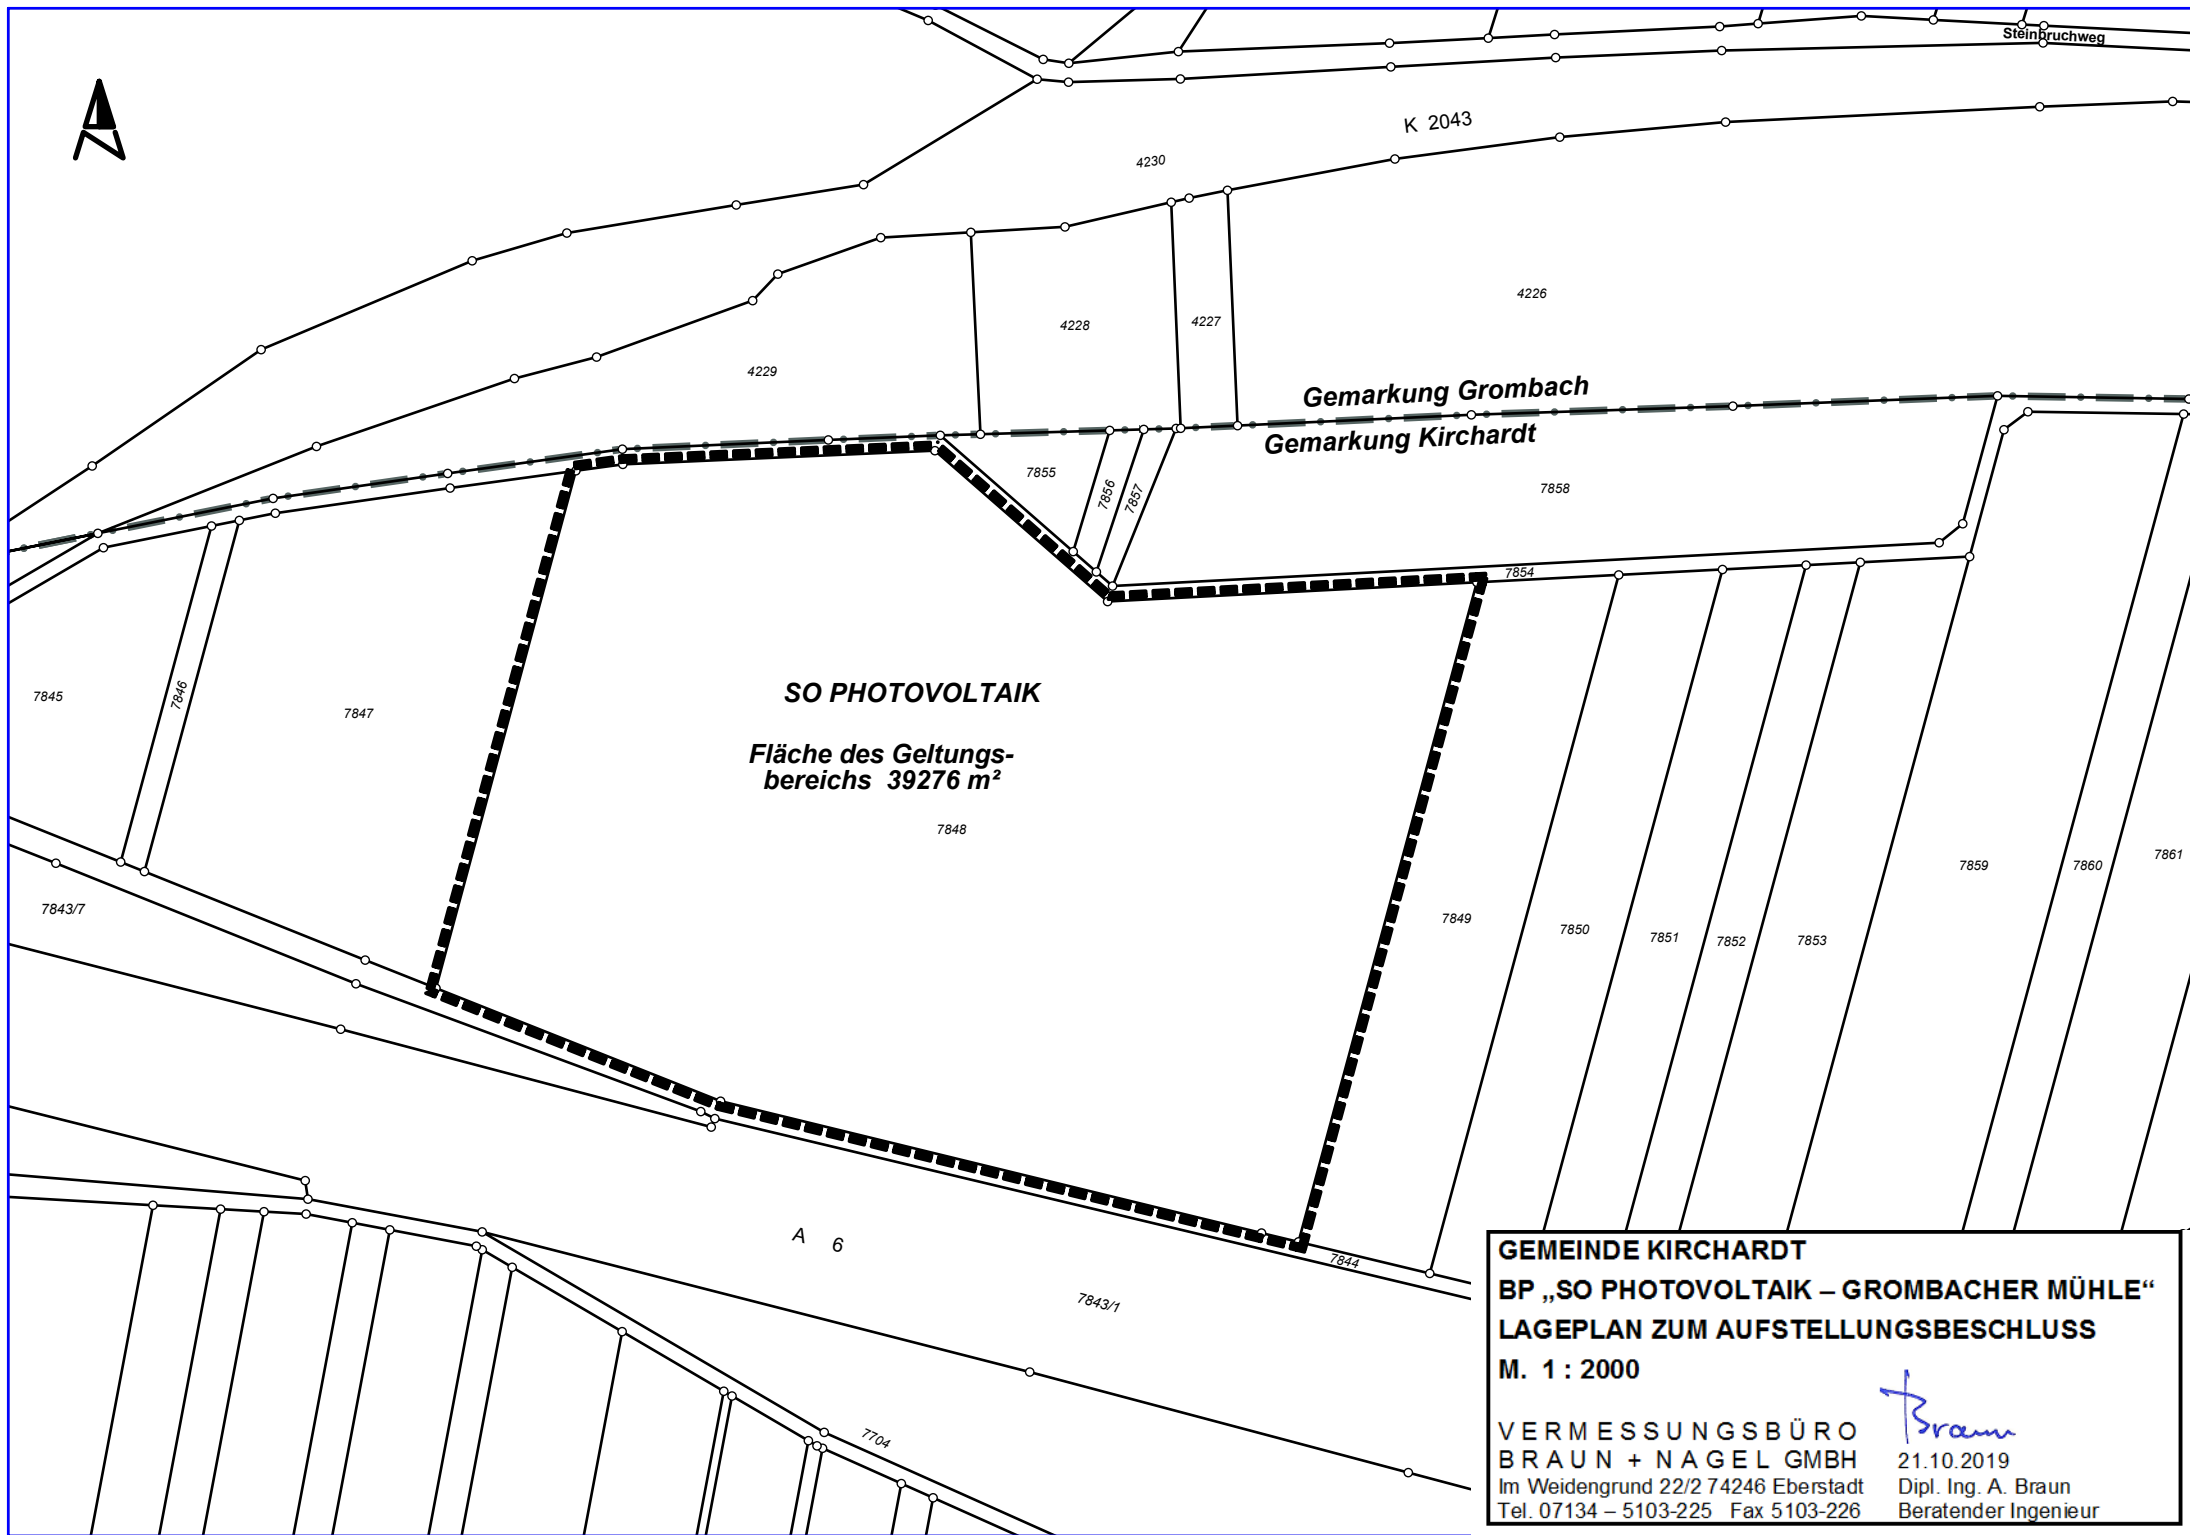 Steinbruchweg
K 2043
4230
4226
4228
4227
4229
Gemarkung Grombach
Gemarkung Kirchardt
7855
7856
7857
7858
7854
7845
7846
7847
SO PHOTOVOLTAIK
Fläche des Geltungs-
bereichs 39276 m²
7848
7843/7
7849
7850
7851
7852
7853
7859
7860
7861
A 6
7844
7843/1
7704
GEMEINDE KIRCHARDT
BP „SO PHOTOVOLTAIK – GROMBACHER MÜHLE“
LAGEPLAN ZUM AUFSTELLUNGSBESCHLUSS
M. 1 : 2000
Braun
VERMESSUNGSBÜRO
BRAUN + NAGEL GMBH 21.10.2019
Im Weidengrund 22/2 74246 Eberstadt Dipl. Ing. A. Braun
Tel. 07134 – 5103-225 Fax 5103-226 Beratender Ingenieur